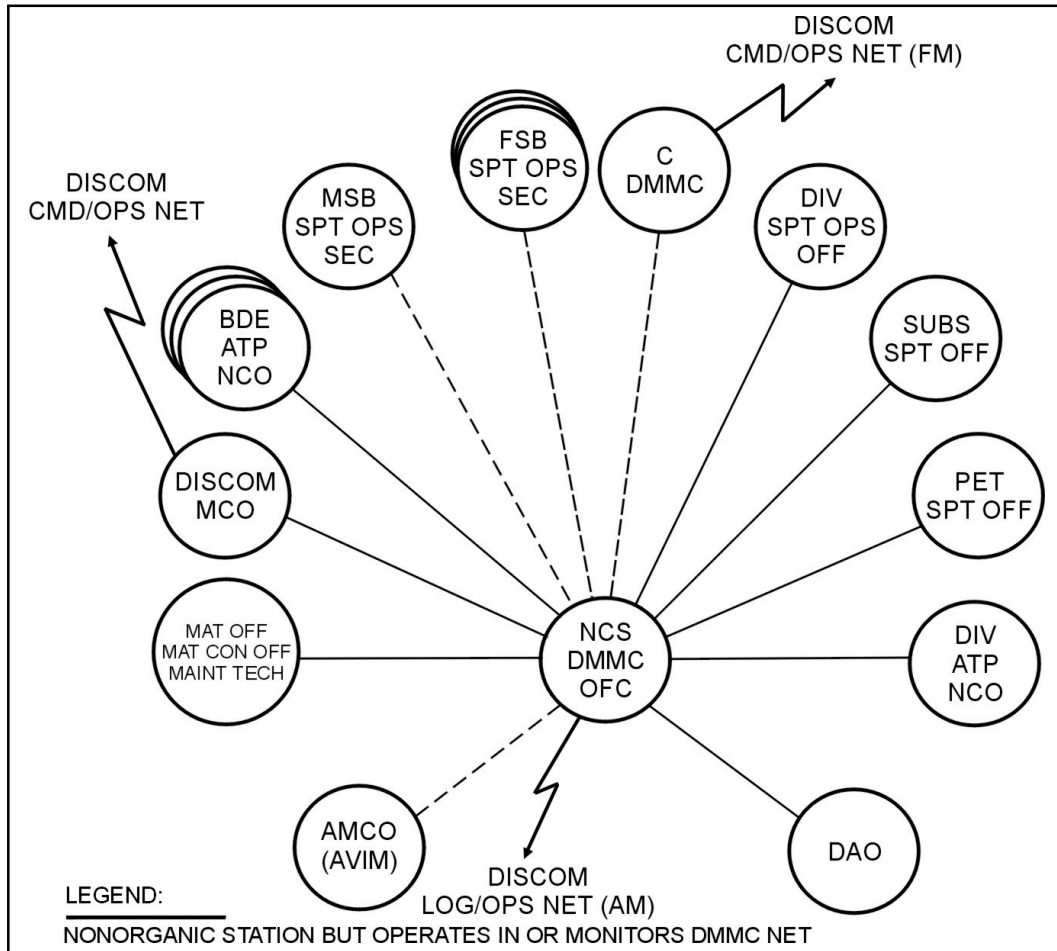 DISCOM
CMD/OPS NET (FM)
FSB
SPT OPS
SEC
C
DMMC
DISCOM
CMD/OPS NET
MSB
SPT OPS
SEC
DIV
SPT OPS
OFF
BDE
ATP
NCO
SUBS
SPT OFF
DISCOM
MCO
PET
SPT OFF
MAT OFF
MAT CON OFF
MAINT TECH
NCS
DMMC
OFC
DIV
ATP
NCO
AMCO
(AVIM)
DAO
DISCOM
LOG/OPS NET (AM)
LEGEND:
NONORGANIC STATION BUT OPERATES IN OR MONITORS DMMC NET